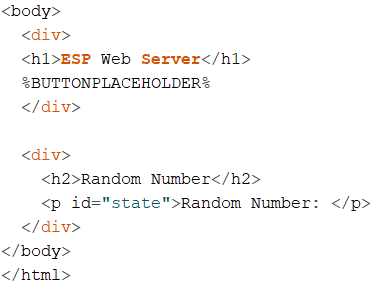 <body>
  <div>
  <h1>ESP Web Server</h1>
  %BUTTONPLACEHOLDER%
  </div>

  <div>
    <h2>Random Number</h2>
    <p id="state">Random Number: </p>
  </div>
</body>
</html>